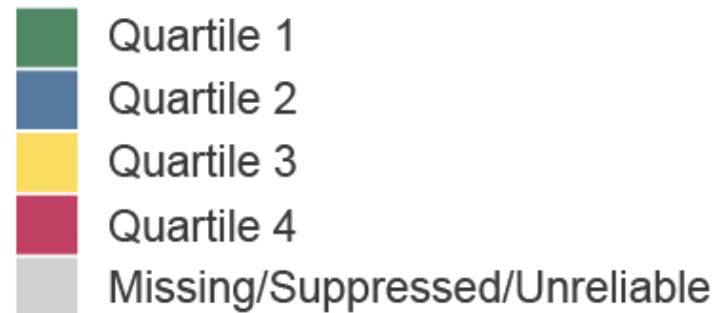 Quartile 1
Quartile 2
Quartile 3
Quartile 4
Missing/Suppressed/Unreliable